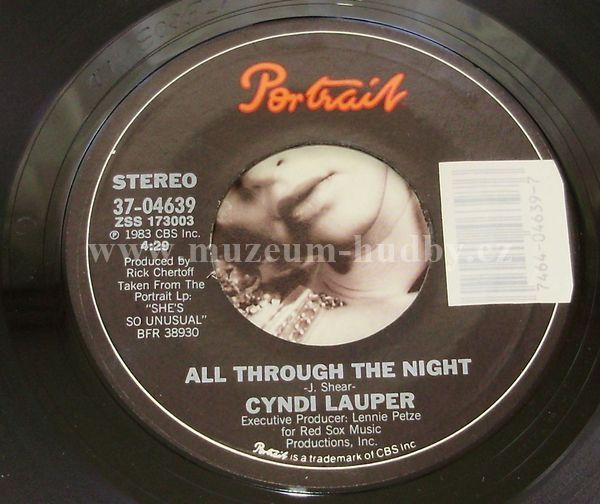 Portrait
STEREO
37-04639
ZSS 173003
℗ 1983 CBS Inc.
4:29
Produced by
Rick Chertoff
Taken From The
Portrait Lp:
"SHE'S
SO UNUSUAL"
BFR 38930
7464-04639-7
www.muzeum-hudby.cz
ALL THROUGH THE NIGHT
-J. Shear-
CYNDI LAUPER
Executive Producer: Lennie Petze
for Red Sox Music
Productions, Inc.
Portrait is a trademark of CBS Inc